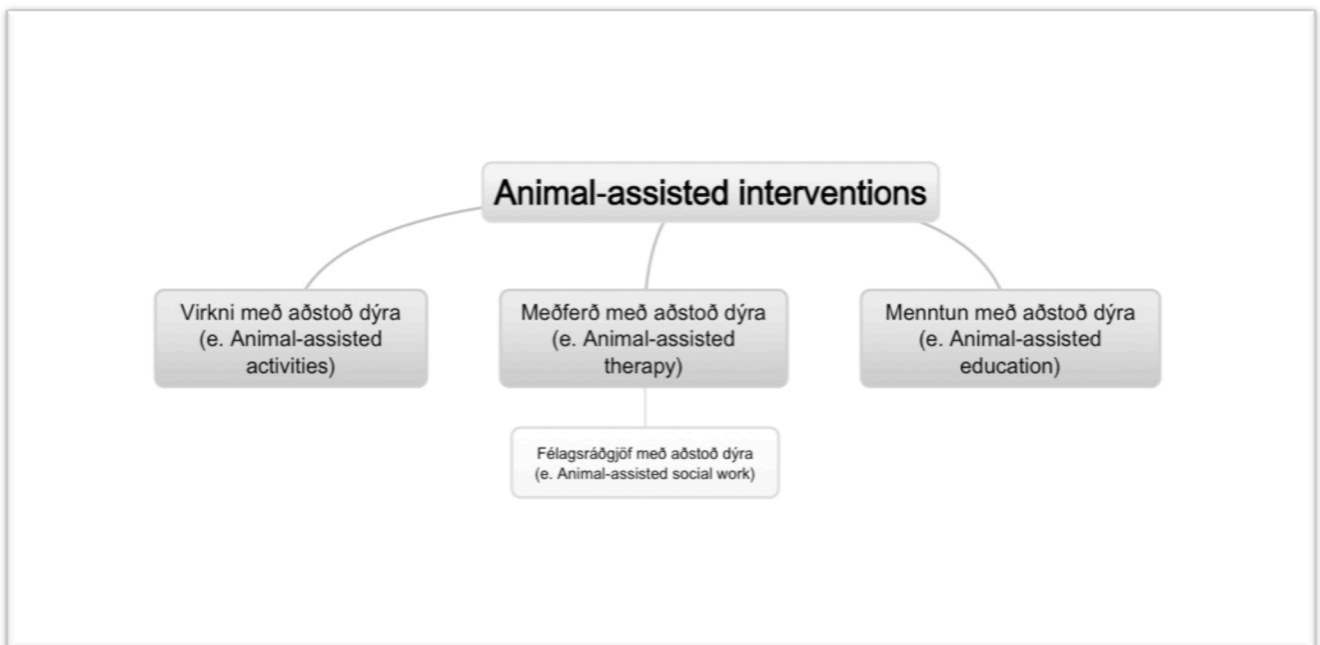 Animal-assisted interventions
Virkni með aðstoð dýra
(e. Animal-assisted
activities)
Meðferð með aðstoð dýra
(e. Animal-assisted
therapy)
Menntun með aðstoð dýra
(e. Animal-assisted
education)
Félagsráðgjöf með aðstoð dýra
(e. Animal-assisted social work)